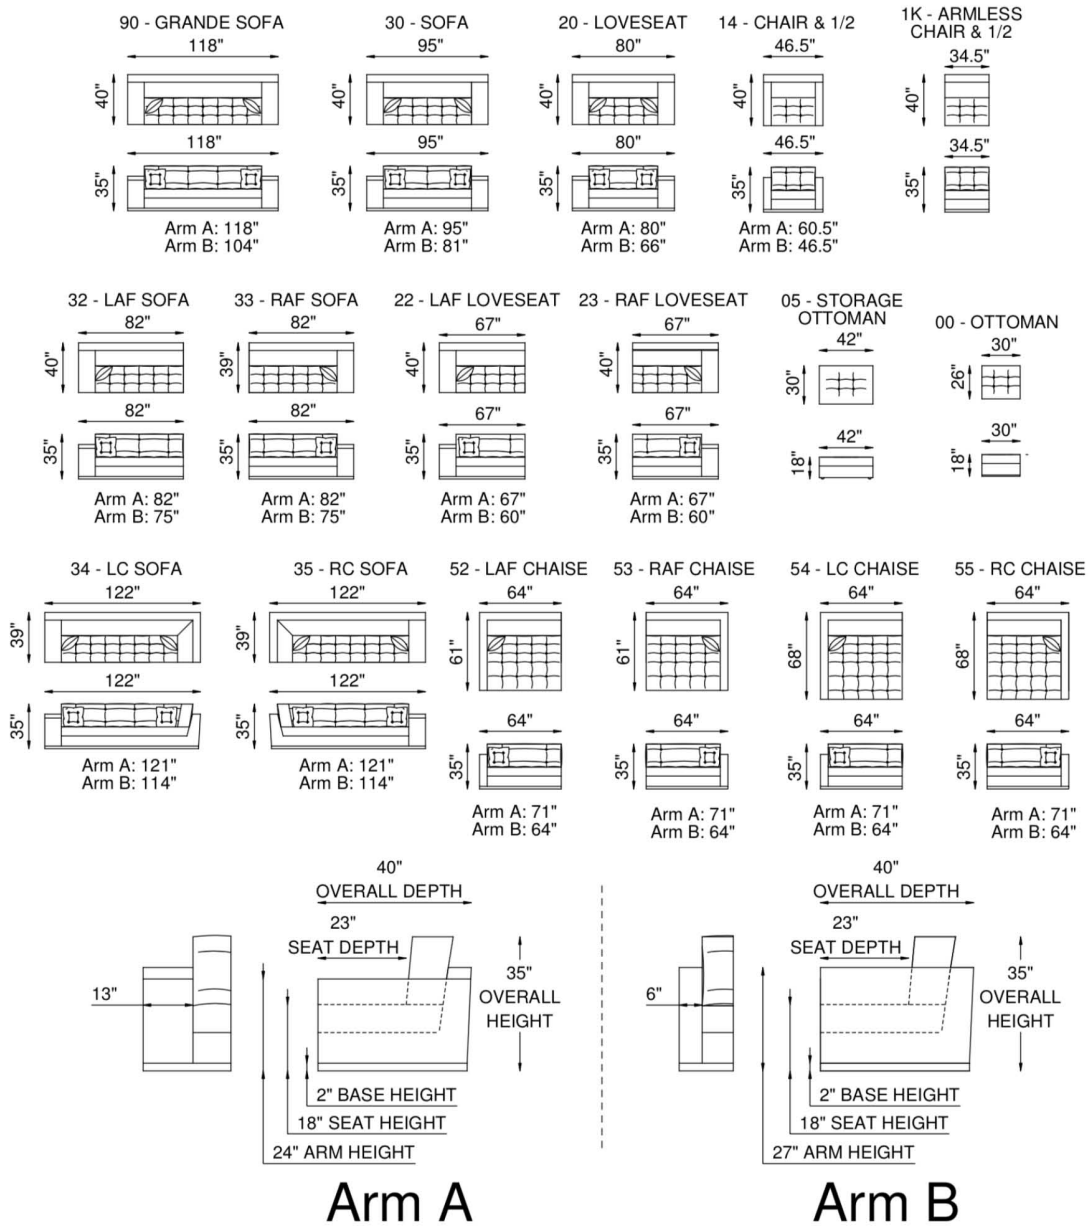 90 - GRANDE SOFA
118"
40"
118"
35"
Arm A: 118"
Arm B: 104"
30 - SOFA
95"
40"
95"
35"
Arm A: 95"
Arm B: 81"
20 - LOVESEAT
80"
40"
80"
35"
Arm A: 80"
Arm B: 66"
14 - CHAIR & 1/2
46.5"
40"
46.5"
35"
Arm A: 60.5"
Arm B: 46.5"
1K - ARMLESS
CHAIR & 1/2
34.5"
40"
34.5"
35"
32 - LAF SOFA
82"
40"
82"
35"
Arm A: 82"
Arm B: 75"
33 - RAF SOFA
82"
39"
82"
35"
Arm A: 82"
Arm B: 75"
22 - LAF LOVESEAT
67"
40"
67"
35"
Arm A: 67"
Arm B: 60"
23 - RAF LOVESEAT
67"
40"
67"
35"
Arm A: 67"
Arm B: 60"
05 - STORAGE
OTTOMAN
42"
30"
42"
18"
00 - OTTOMAN
30"
26"
30"
18"
34 - LC SOFA
122"
39"
122"
35"
Arm A: 121"
Arm B: 114"
35 - RC SOFA
122"
39"
122"
35"
Arm A: 121"
Arm B: 114"
52 - LAF CHAISE
64"
61"
64"
35"
Arm A: 71"
Arm B: 64"
53 - RAF CHAISE
64"
61"
64"
35"
Arm A: 71"
Arm B: 64"
54 - LC CHAISE
64"
68"
64"
35"
Arm A: 71"
Arm B: 64"
55 - RC CHAISE
64"
68"
64"
35"
Arm A: 71"
Arm B: 64"
40"
OVERALL DEPTH
23"
SEAT DEPTH
13"
35"
OVERALL
HEIGHT
2" BASE HEIGHT
18" SEAT HEIGHT
24" ARM HEIGHT
Arm A
40"
OVERALL DEPTH
23"
SEAT DEPTH
6"
35"
OVERALL
HEIGHT
2" BASE HEIGHT
18" SEAT HEIGHT
27" ARM HEIGHT
Arm B